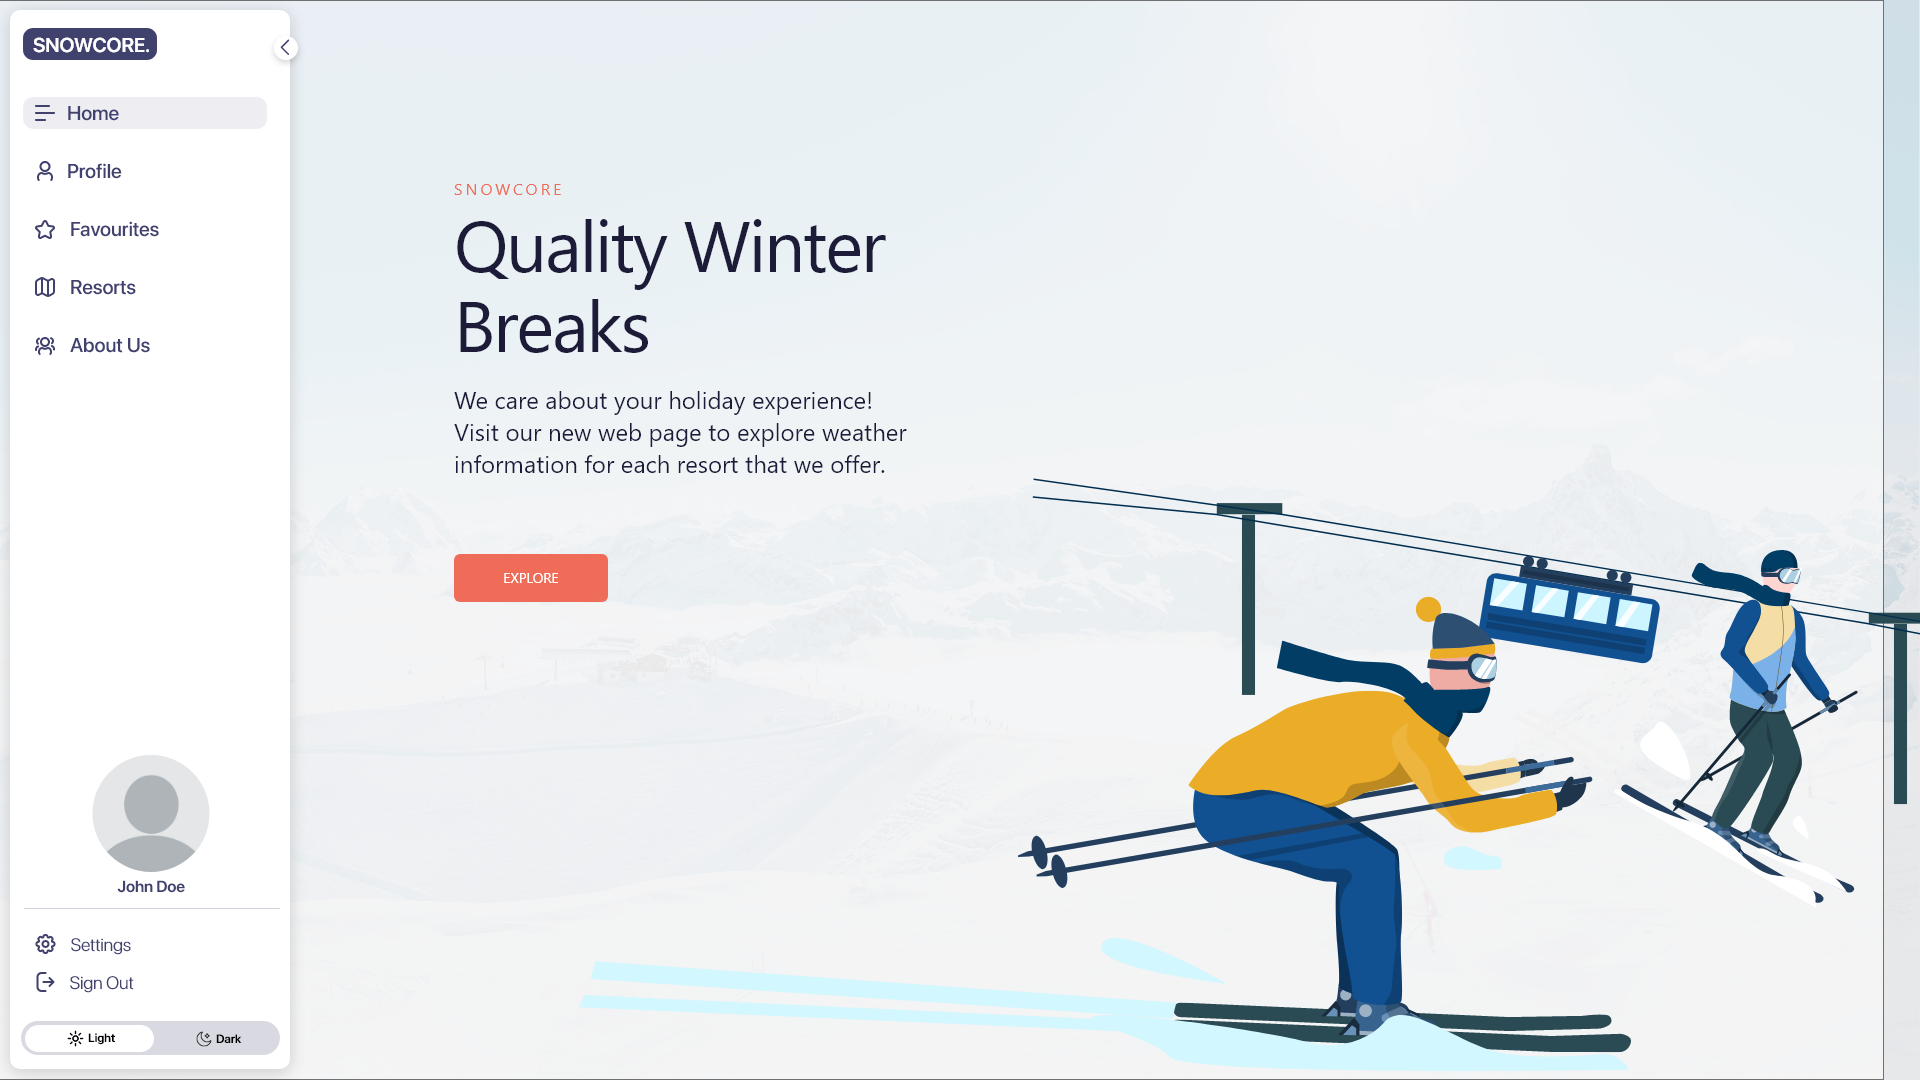 SNOWCORE.
Home
Profile
Favourites
Resorts
About Us
John Doe
Settings
Sign Out
Light
Dark
SNOWCORE
Quality Winter
Breaks
We care about your holiday experience!
Visit our new web page to explore weather
information for each resort that we offer.
EXPLORE